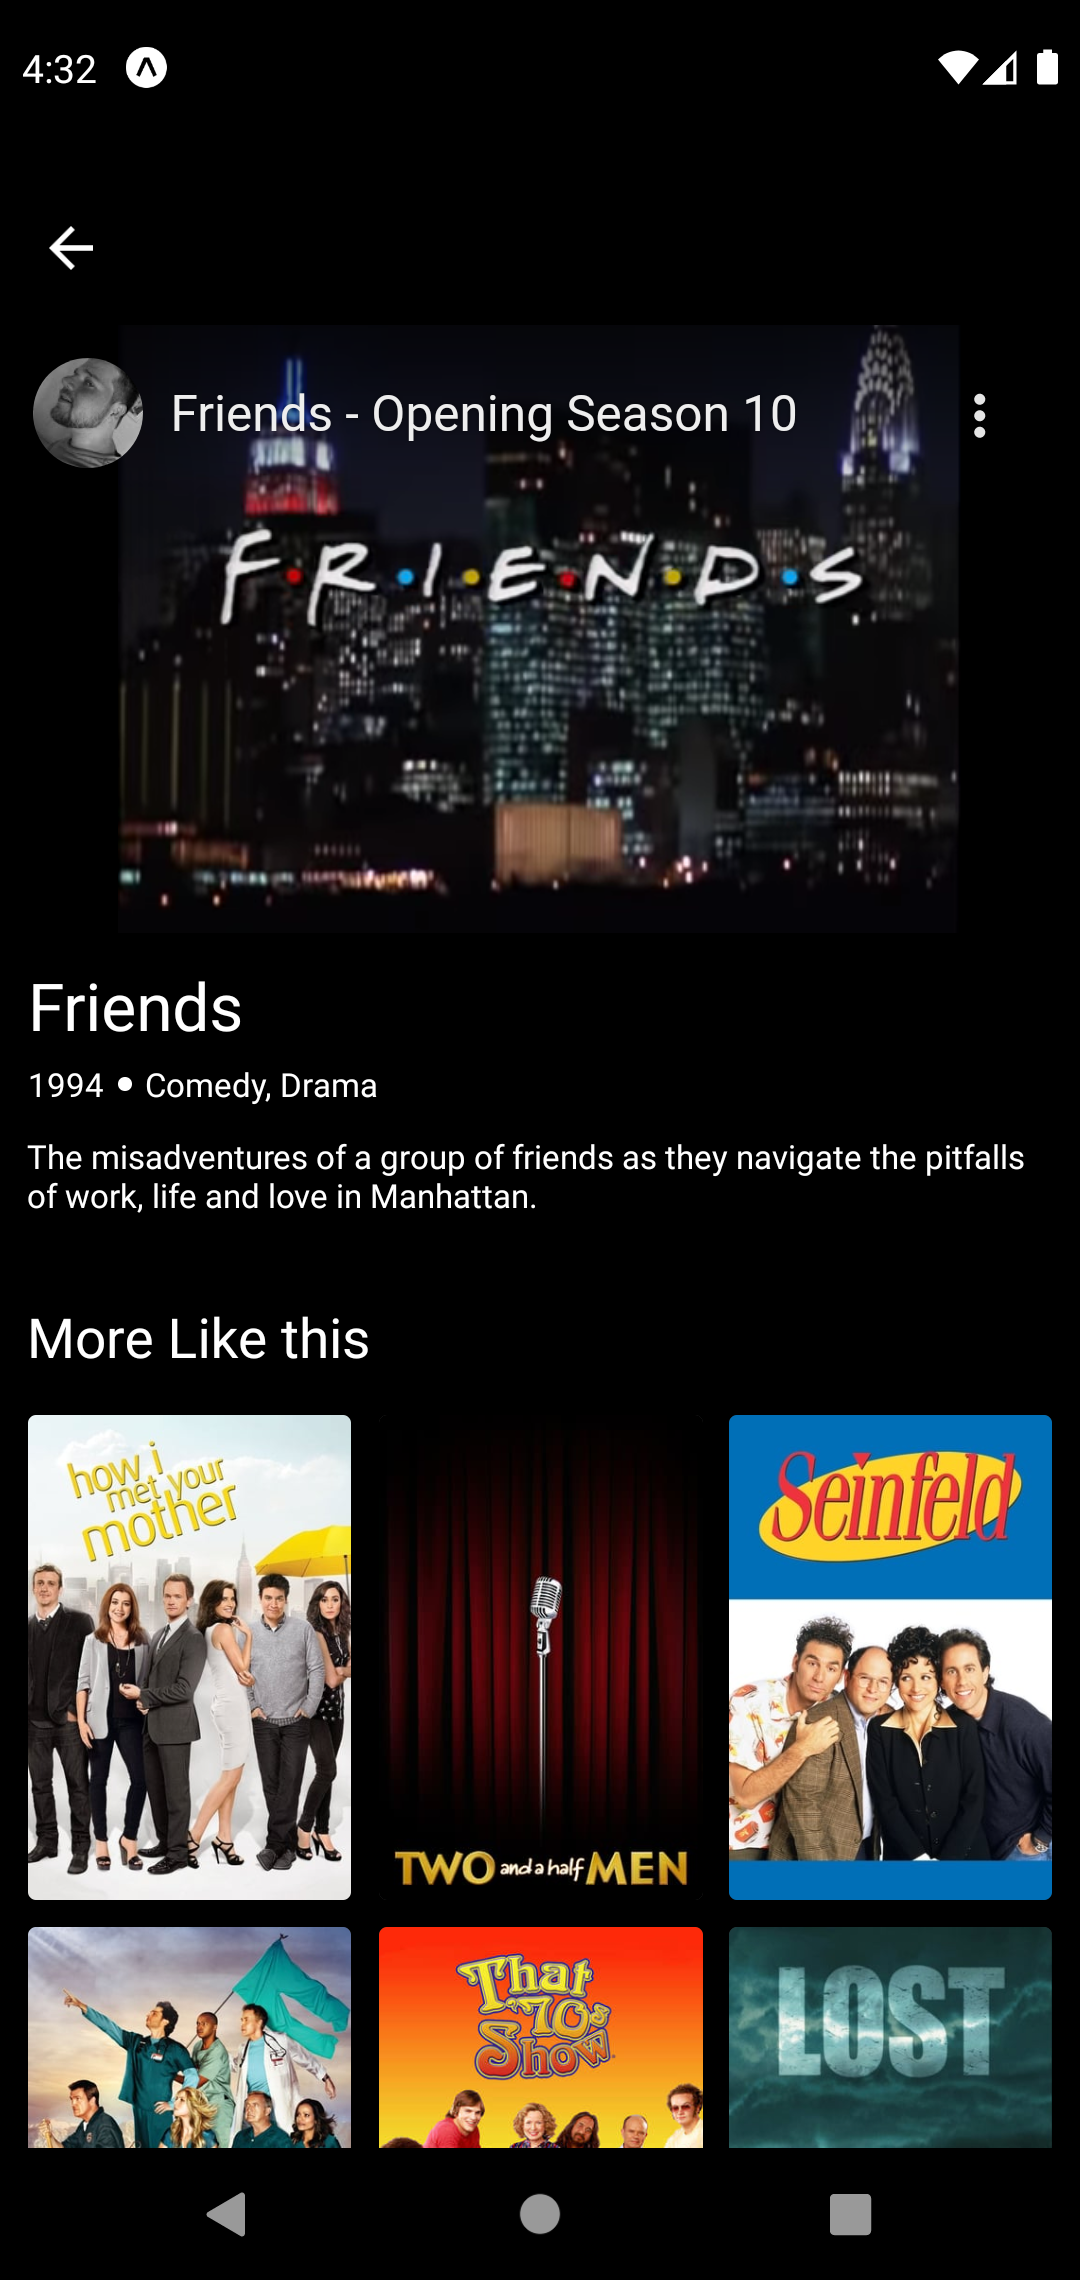 4:32
Friends - Opening Season 10
F·R·I·E·N·D·S
Friends
1994 • Comedy, Drama
The misadventures of a group of friends as they navigate the pitfalls
of work, life and love in Manhattan.
More Like this
how i
met your
mother
TWO and a half MEN
Seinfeld
That
'70s
Show
LOST